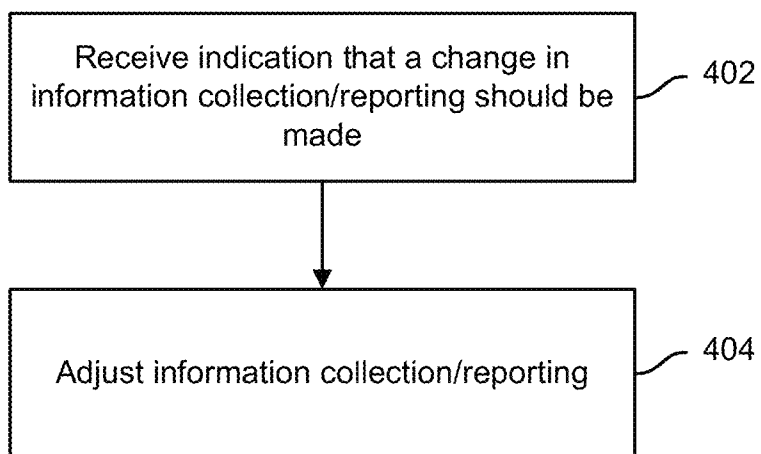 Receive indication that a change in
information collection/reporting should be
made
402
Adjust information collection/reporting
404